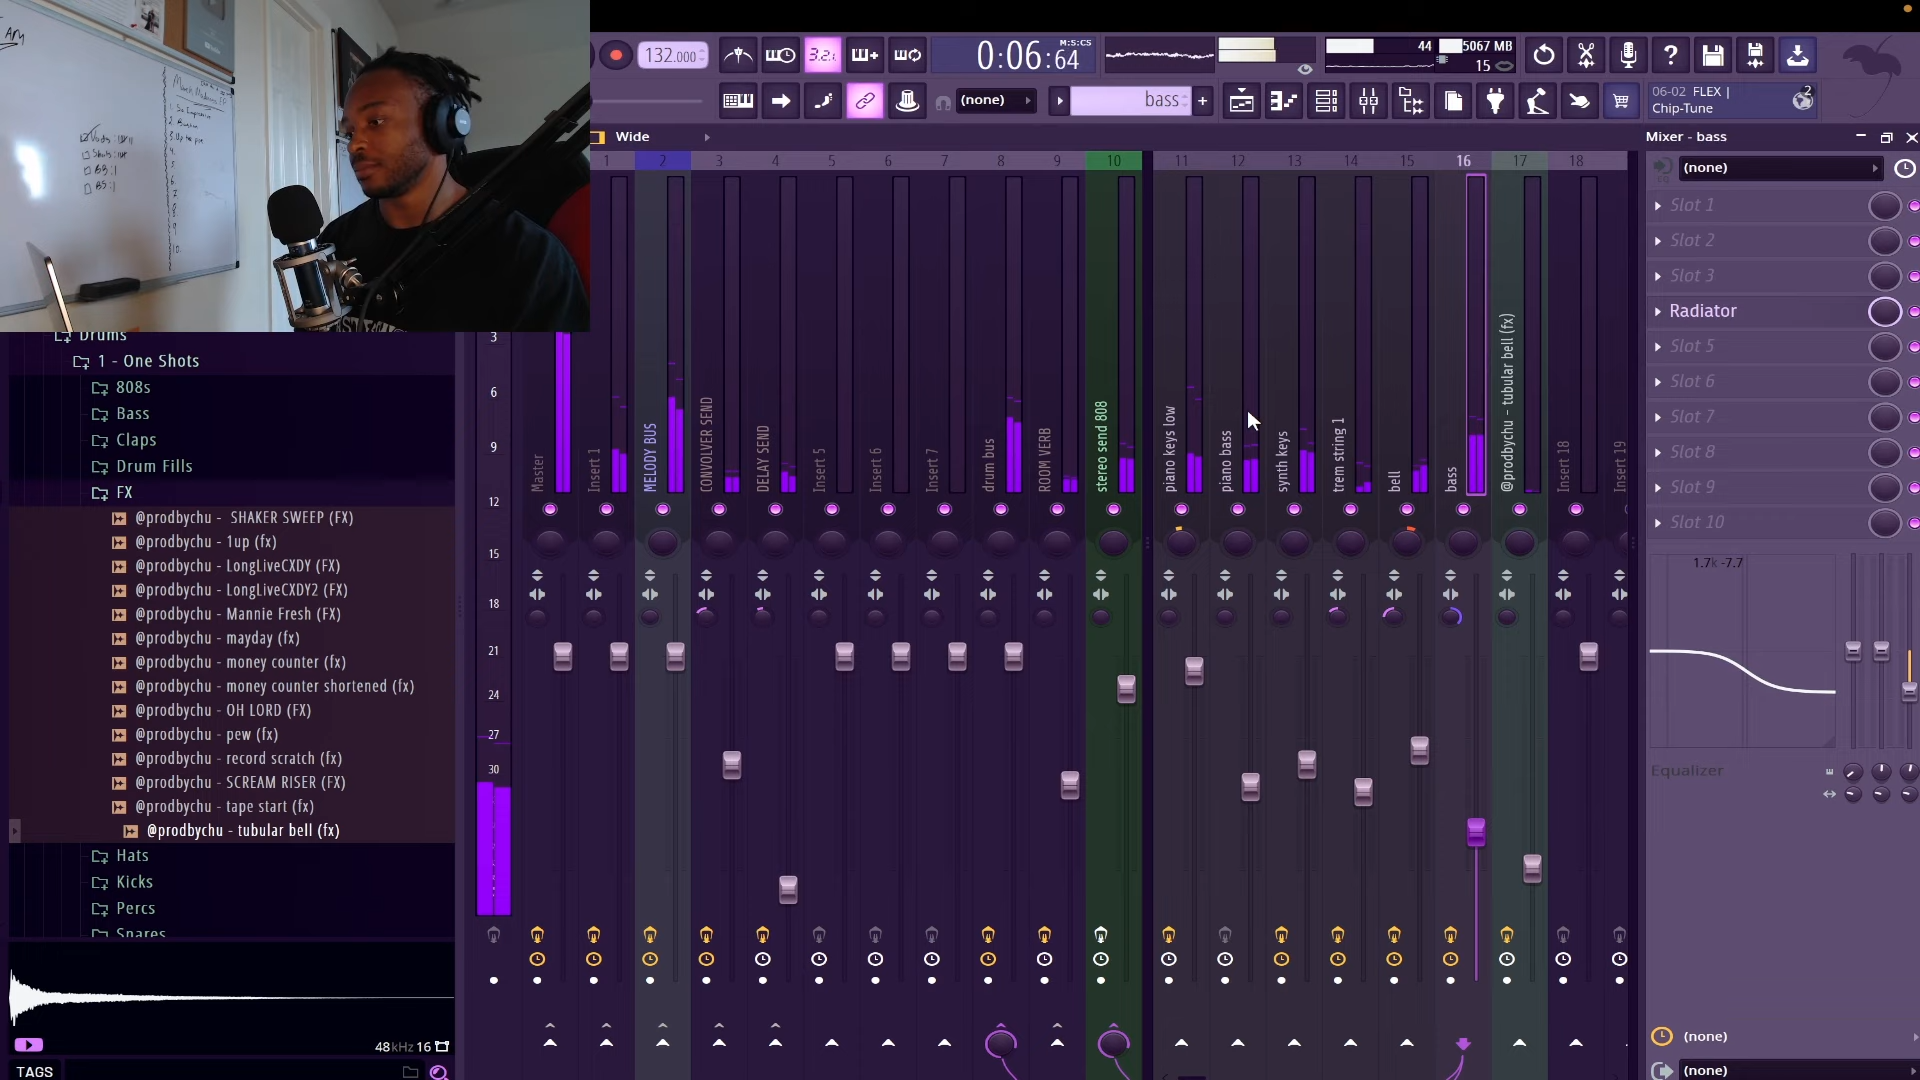 AM
March Madness EP
132.000
3.2.
0:06:64
M:S:CS
44
5067 MB
15
(none)
bass
06-02 FLEX |
Chip-Tune
2
Wide
Mixer - bass
1 2 3 4 5 6 7 8 9 10 11 12 13 14 15 16 17 18
(none)
Slot 1
Slot 2
Slot 3
Radiator
Slot 5
Slot 6
Slot 7
Slot 8
Slot 9
Slot 10
Master
Insert 1
MELODY BUS
CONVOLVER SEND
DELAY SEND
Insert 5
Insert 6
Insert 7
drum bus
ROOM VERB
stereo send 808
piano keys low
piano bass
synth keys
trem string 1
bell
bass
@prodbychu - tubular bell (fx)
Insert 18
Insert 19
3
6
9
12
15
18
21
24
27
30
Drums
1 - One Shots
808s
Bass
Claps
Drum Fills
FX
@prodbychu - SHAKER SWEEP (FX)
@prodbychu - 1up (fx)
@prodbychu - LongLiveCXDY (FX)
@prodbychu - LongLiveCXDY2 (FX)
@prodbychu - Mannie Fresh (FX)
@prodbychu - mayday (fx)
@prodbychu - money counter (fx)
@prodbychu - money counter shortened (fx)
@prodbychu - OH LORD (FX)
@prodbychu - pew (fx)
@prodbychu - record scratch (fx)
@prodbychu - SCREAM RISER (FX)
@prodbychu - tape start (fx)
@prodbychu - tubular bell (fx)
Hats
Kicks
Percs
Snares
48kHz 16
TAGS
1.7k -7.7
Equalizer
(none)
(none)